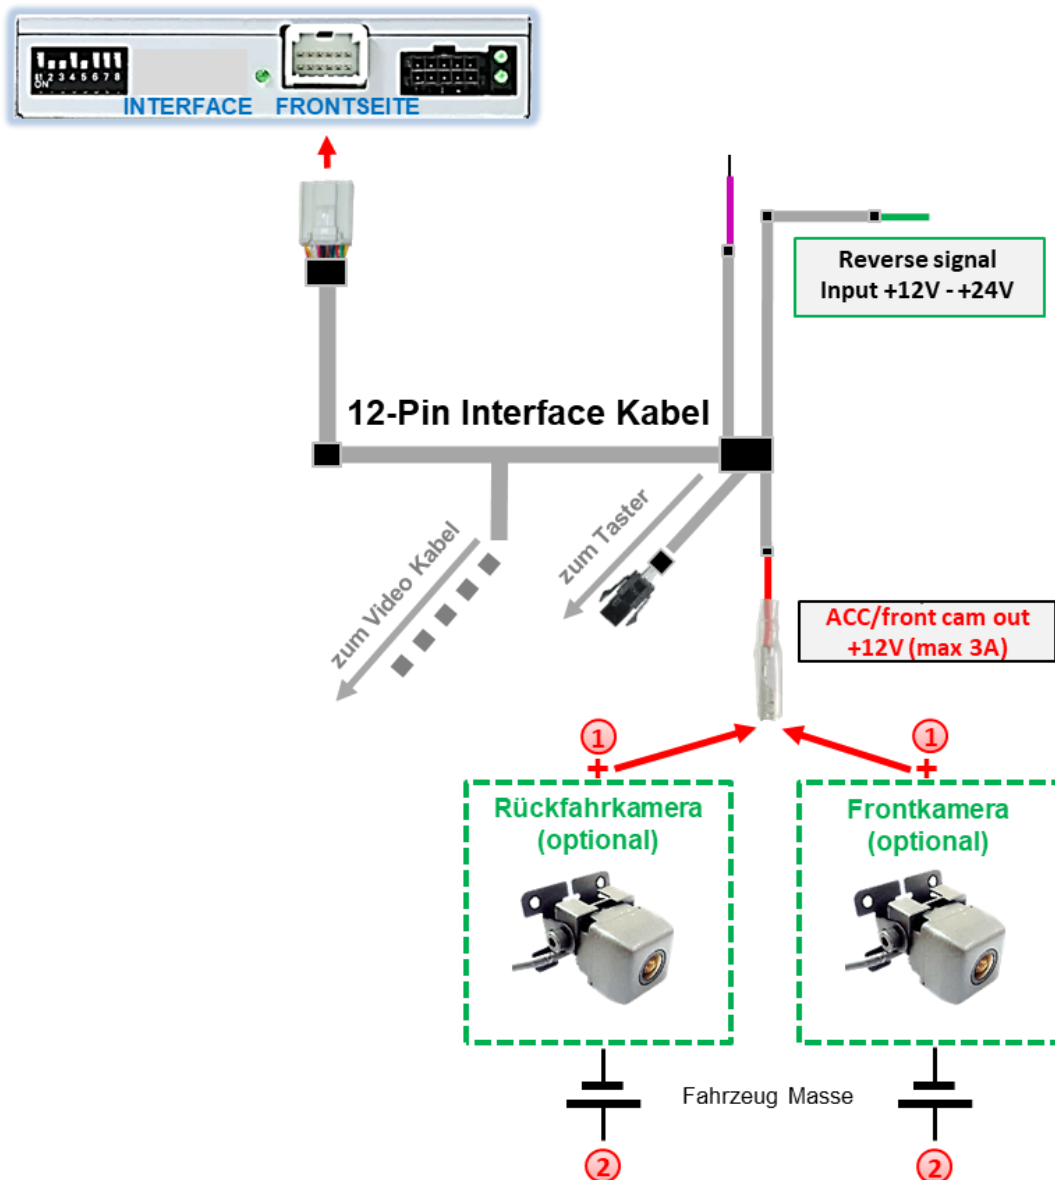 1 2 3 4 5 6 7 8
ON
INTERFACE FRONTSEITE
Reverse signal
Input +12V - +24V
12-Pin Interface Kabel
zum Video Kabel
zum Taster
ACC/front cam out
+12V (max 3A)
1
+
1
+
Rückfahrkamera
(optional)
Frontkamera
(optional)
Fahrzeug Masse
2
2